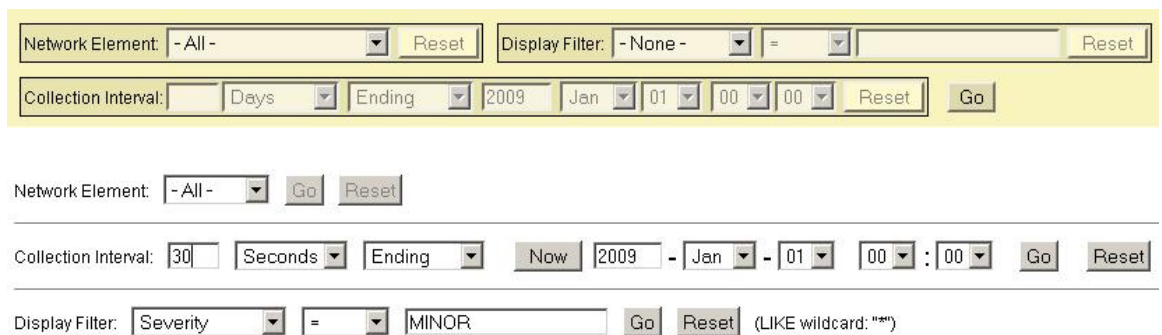 Network Element: - All - Reset Display Filter: - None - = Reset
Collection Interval: Days Ending 2009 Jan 01 00 00 Reset Go
Network Element: - All - Go Reset
Collection Interval: 30 Seconds Ending Now 2009 - Jan - 01 00 : 00 Go Reset
Display Filter: Severity = MINOR Go Reset (LIKE wildcard: "*")